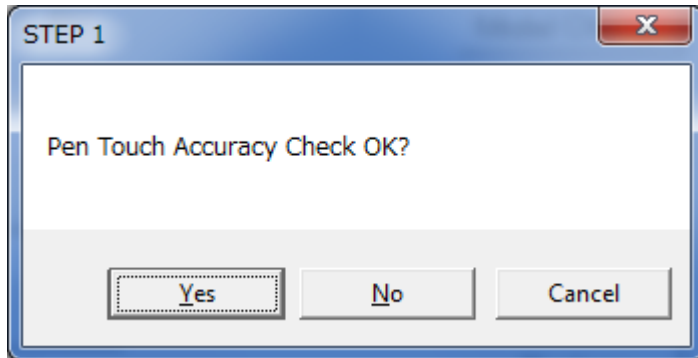 STEP 1
Pen Touch Accuracy Check OK?
Yes
No
Cancel